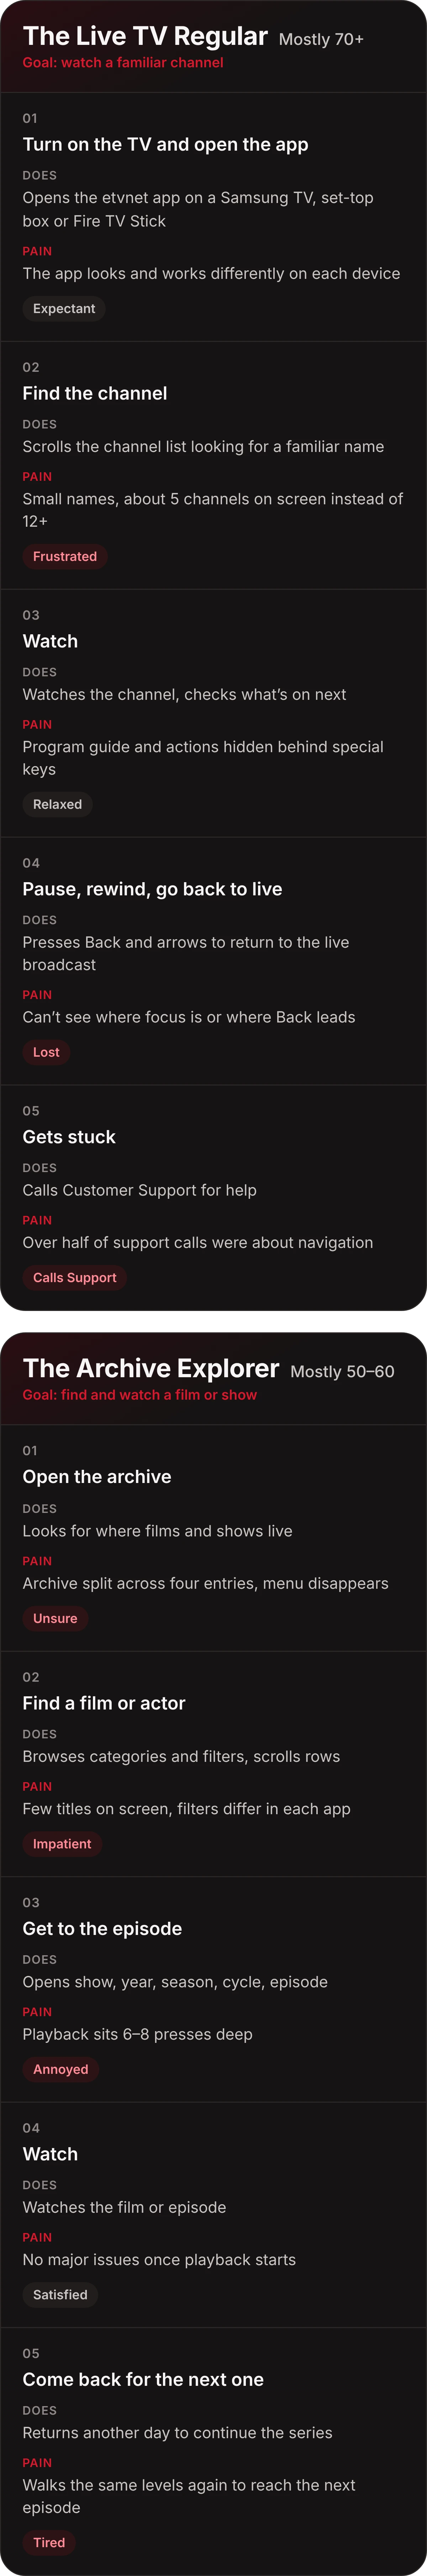 The Live TV Regular Mostly 70+
Goal: watch a familiar channel
01
Turn on the TV and open the app
DOES
Opens the etvnet app on a Samsung TV, set-top
box or Fire TV Stick
PAIN
The app looks and works differently on each device
Expectant
02
Find the channel
DOES
Scrolls the channel list looking for a familiar name
PAIN
Small names, about 5 channels on screen instead of
12+
Frustrated
03
Watch
DOES
Watches the channel, checks what’s on next
PAIN
Program guide and actions hidden behind special
keys
Relaxed
04
Pause, rewind, go back to live
DOES
Presses Back and arrows to return to the live
broadcast
PAIN
Can’t see where focus is or where Back leads
Lost
05
Gets stuck
DOES
Calls Customer Support for help
PAIN
Over half of support calls were about navigation
Calls Support
The Archive Explorer Mostly 50–60
Goal: find and watch a film or show
01
Open the archive
DOES
Looks for where films and shows live
PAIN
Archive split across four entries, menu disappears
Unsure
02
Find a film or actor
DOES
Browses categories and filters, scrolls rows
PAIN
Few titles on screen, filters differ in each app
Impatient
03
Get to the episode
DOES
Opens show, year, season, cycle, episode
PAIN
Playback sits 6–8 presses deep
Annoyed
04
Watch
DOES
Watches the film or episode
PAIN
No major issues once playback starts
Satisfied
05
Come back for the next one
DOES
Returns another day to continue the series
PAIN
Walks the same levels again to reach the next
episode
Tired